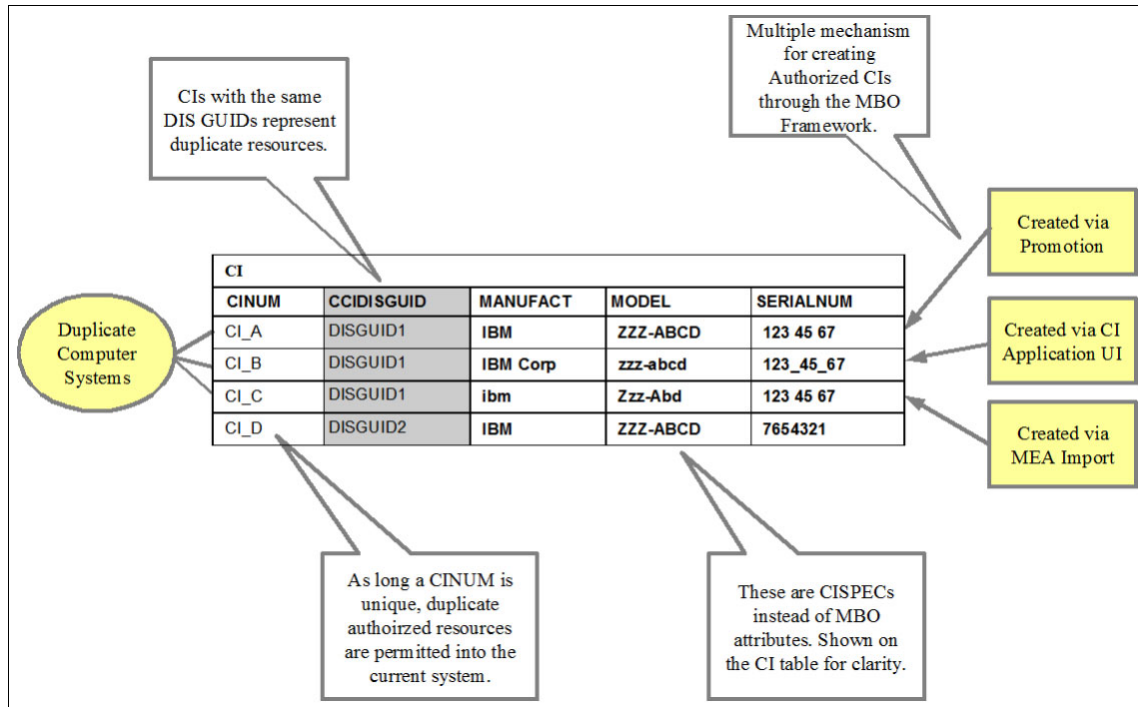 Multiple mechanism
for creating
Authorized CIs
through the MBO
Framework.
CIs with the same
DIS GUIDs represent
duplicate resources.
Created via
Promotion
CI
CINUM CCIDISGUID MANUFACT MODEL SERIALNUM
CI_A DISGUID1 IBM ZZZ-ABCD 123 45 67
CI_B DISGUID1 IBM Corp zzz-abcd 123_45_67
CI_C DISGUID1 ibm Zzz-Abd 123 45 67
CI_D DISGUID2 IBM ZZZ-ABCD 7654321
Duplicate
Computer
Systems
Created via CI
Application UI
Created via
MEA Import
As long a CINUM is
unique, duplicate
authoirzed resources
are permitted into the
current system.
These are CISPECs
instead of MBO
attributes. Shown on
the CI table for clarity.